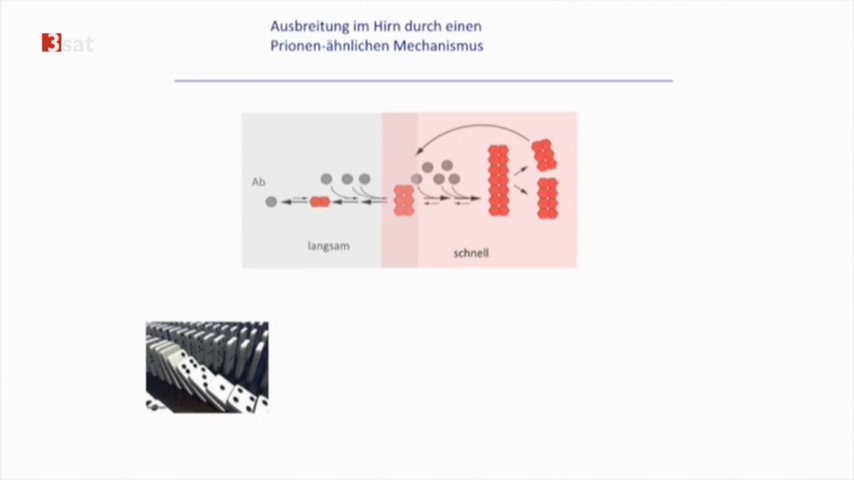 Ausbreitung im Hirn durch einen
Prionen-ähnlichen Mechanismus
3sat
Ab
langsam
schnell